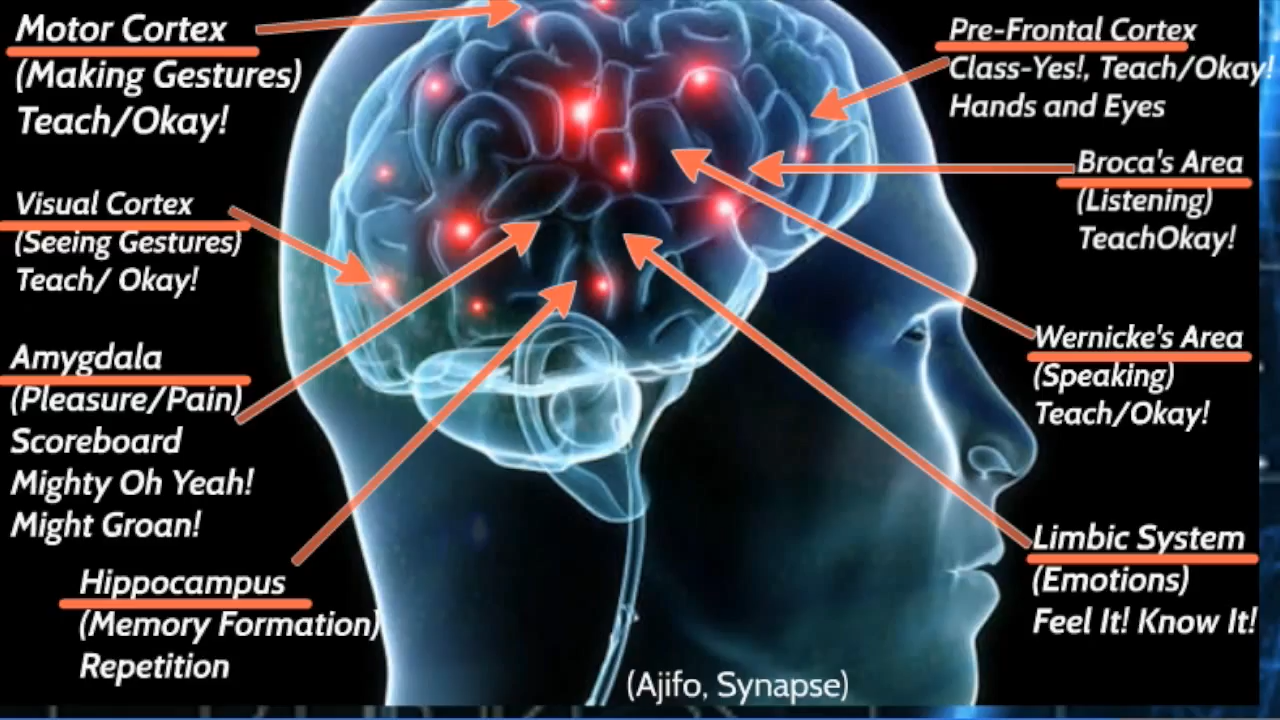 Motor Cortex
(Making Gestures)
Teach/Okay!
Visual Cortex
(Seeing Gestures)
Teach/ Okay!
Amygdala
(Pleasure/Pain)
Scoreboard
Mighty Oh Yeah!
Might Groan!
Hippocampus
(Memory Formation)
Repetition
Pre-Frontal Cortex
Class-Yes!, Teach/Okay!
Hands and Eyes
Broca's Area
(Listening)
TeachOkay!
Wernicke's Area
(Speaking)
Teach/Okay!
Limbic System
(Emotions)
Feel It! Know It!
(Ajifo, Synapse)